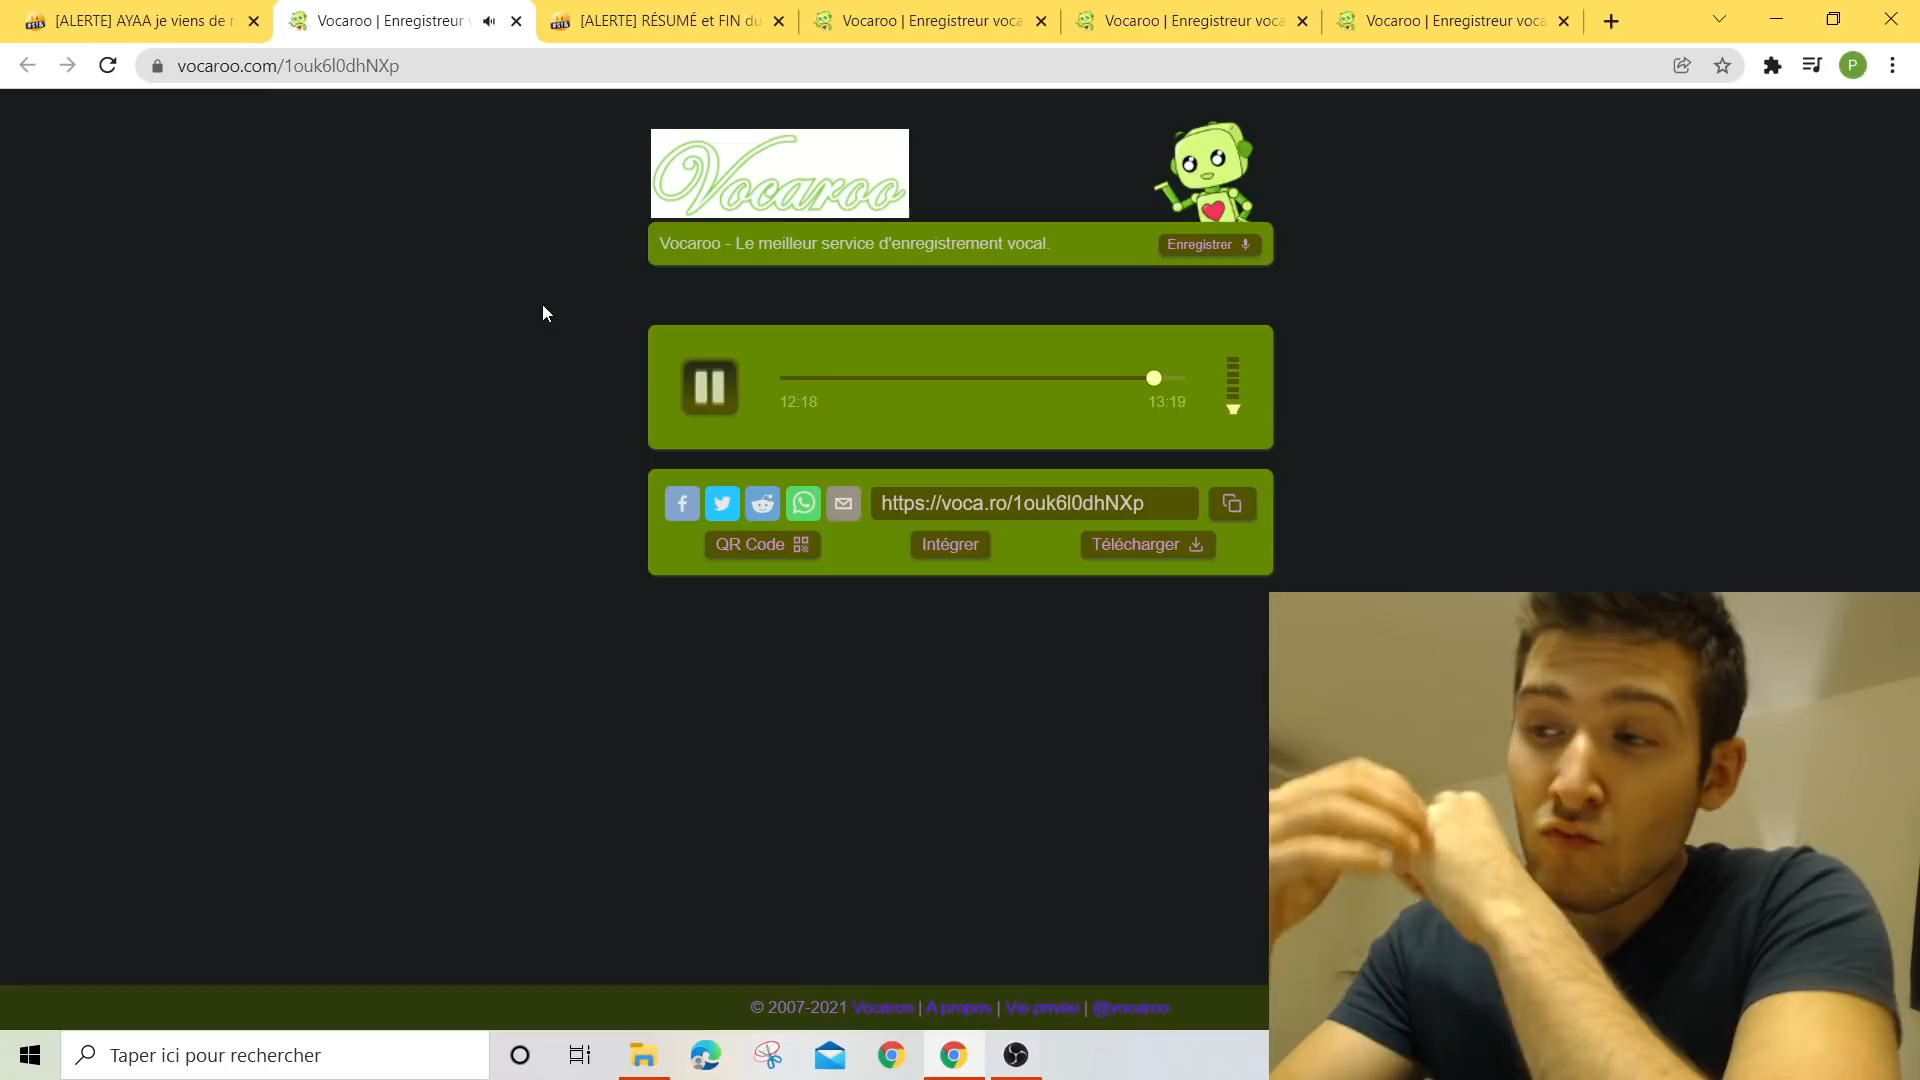 [ALERTE] AYAA je viens de r
Vocaroo | Enregistreur v
[ALERTE] RÉSUMÉ et FIN du
Vocaroo | Enregistreur voca
Vocaroo | Enregistreur voca
Vocaroo | Enregistreur voca
vocaroo.com/1ouk6l0dhNXp
P
Vocaroo
Vocaroo - Le meilleur service d'enregistrement vocal.
Enregistrer
12:18
13:19
https://voca.ro/1ouk6l0dhNXp
QR Code
Intégrer
Télécharger
© 2007-2021 Vocaroo | A propos | Vie privée | @vocaroo
Taper ici pour rechercher